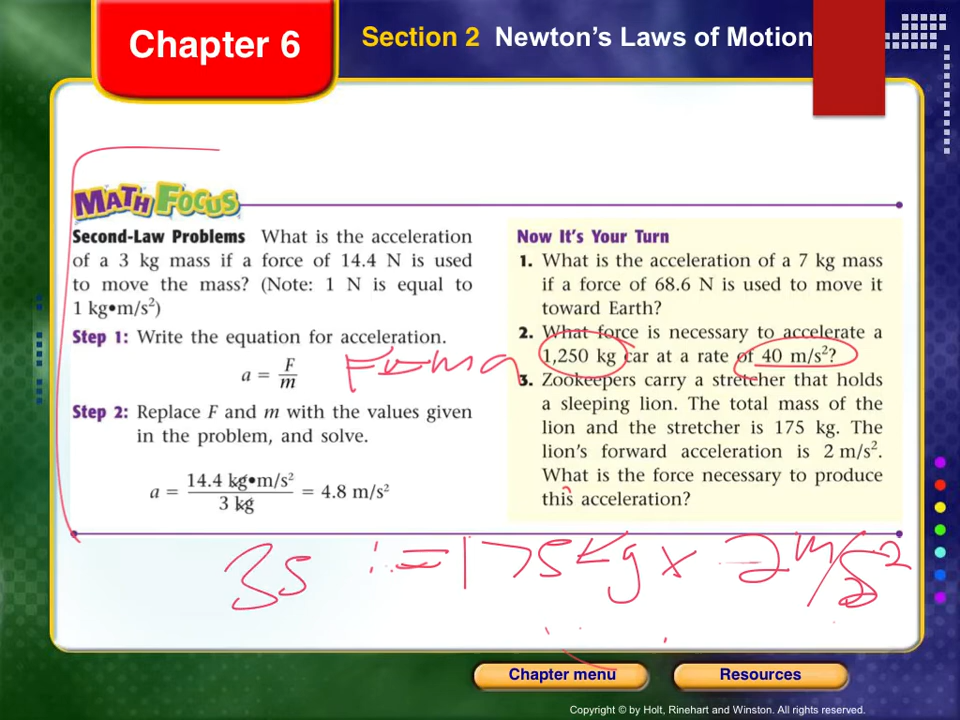 Chapter 6
Section 2 Newton's Laws of Motion
MATH FOCUS
Second-Law Problems What is the acceleration
of a 3 kg mass if a force of 14.4 N is used
to move the mass? (Note: 1 N is equal to
1 kg•m/s²)
Step 1: Write the equation for acceleration.
a = F/m
Step 2: Replace F and m with the values given
in the problem, and solve.
a = 14.4 kg•m/s² / 3 kg = 4.8 m/s²
Now It's Your Turn
1. What is the acceleration of a 7 kg mass
if a force of 68.6 N is used to move it
toward Earth?
2. What force is necessary to accelerate a
1,250 kg car at a rate of 40 m/s²?
3. Zookeepers carry a stretcher that holds
a sleeping lion. The total mass of the
lion and the stretcher is 175 kg. The
lion's forward acceleration is 2 m/s².
What is the force necessary to produce
this acceleration?
= 175 kg x 2 m/s²
Chapter menu
Resources
Copyright © by Holt, Rinehart and Winston. All rights reserved.